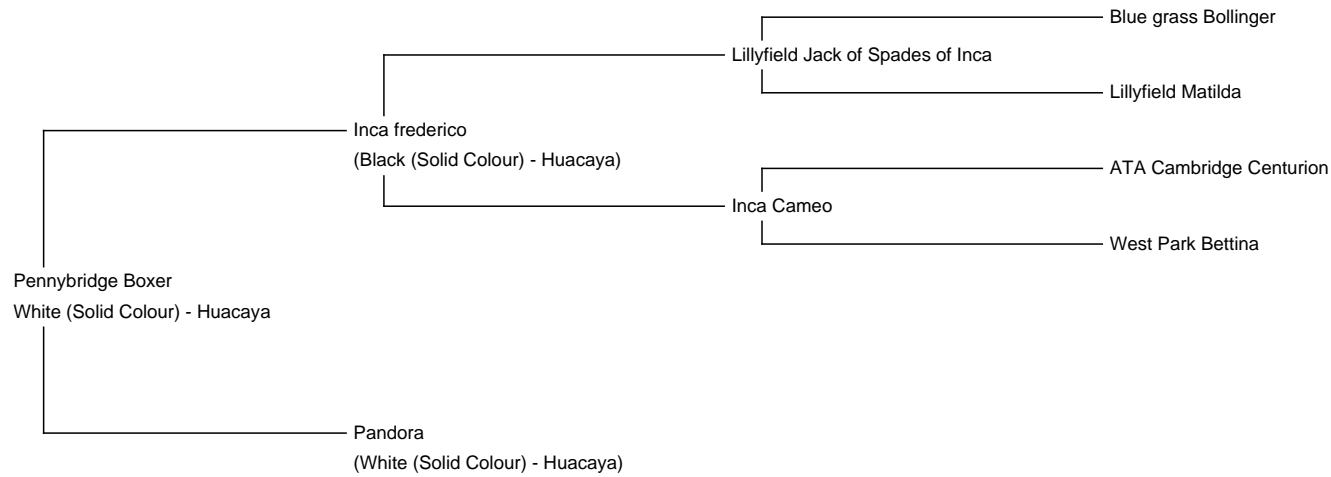 Blue grass Bollinger
Lillyfield Jack of Spades of Inca
Lillyfield Matilda
Inca frederico
(Black (Solid Colour) - Huacaya)
ATA Cambridge Centurion
Inca Cameo
West Park Bettina
Pennybridge Boxer
White (Solid Colour) - Huacaya
Pandora
(White (Solid Colour) - Huacaya)